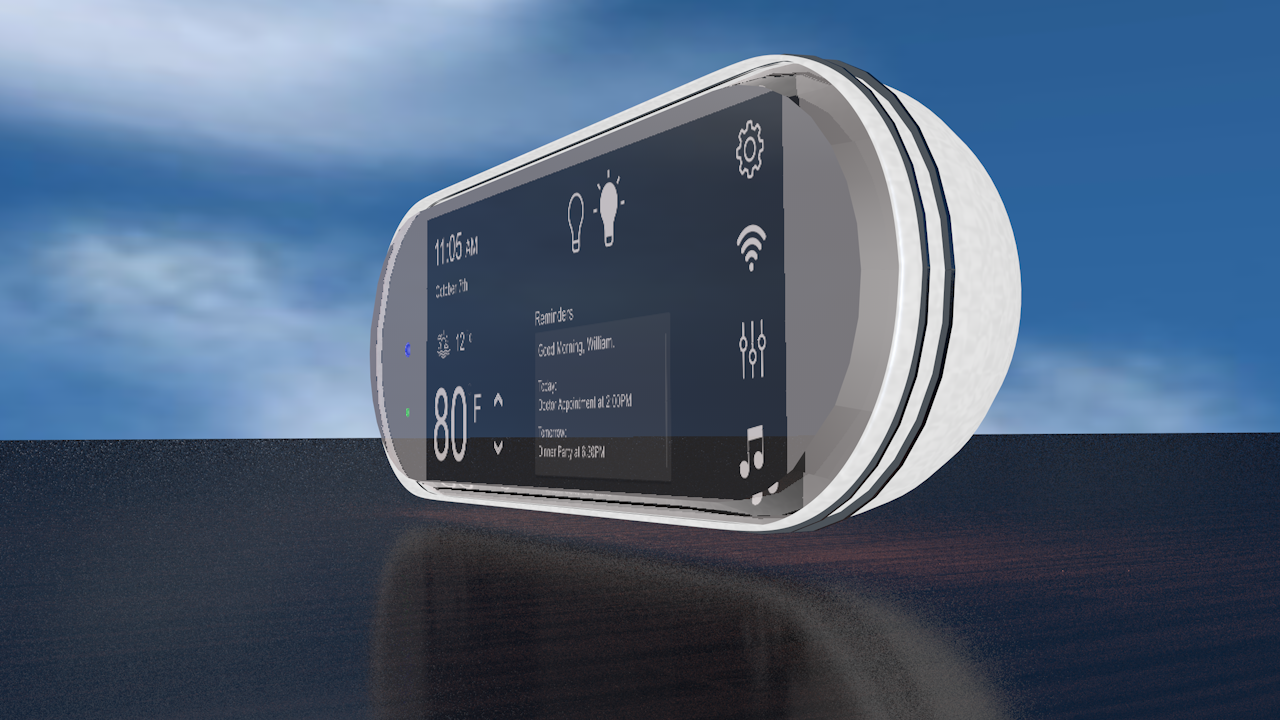 11:05 AM
October 7th
12 °
80 F
Reminders
Good Morning, William.
Today:
Doctor Appointment at 2:00PM
Tomorrow:
Dinner Party at 6:30PM